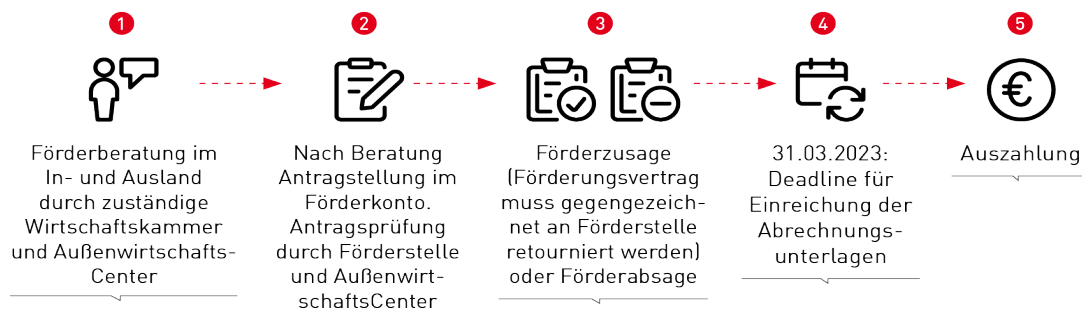 1
Förderberatung im
In- und Ausland
durch zuständige
Wirtschaftskammer
und Außenwirtschafts-
Center
2
Nach Beratung
Antragstellung im
Förderkonto.
Antragsprüfung
durch Förderstelle
und Außenwirt-
schaftsCenter
3
Förderzusage
(Förderungsvertrag
muss gegengezeich-
net an Förderstelle
retourniert werden)
oder Förderabsage
4
31.03.2023:
Deadline für
Einreichung der
Abrechnungs-
unterlagen
5
€
Auszahlung